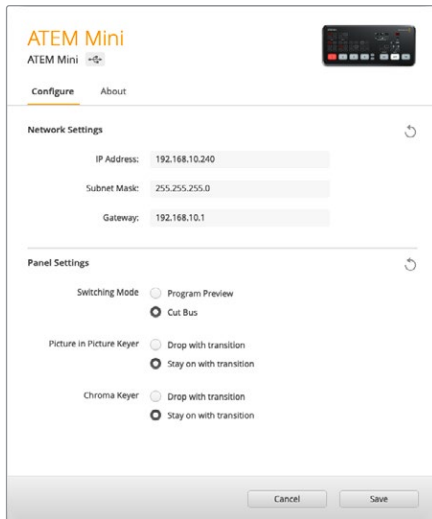 ATEM Mini
ATEM Mini
Configure About
Network Settings
IP Address: 192.168.10.240
Subnet Mask: 255.255.255.0
Gateway: 192.168.10.1
Panel Settings
Switching Mode Program Preview
Cut Bus
Picture in Picture Keyer Drop with transition
Stay on with transition
Chroma Keyer Drop with transition
Stay on with transition
Cancel Save